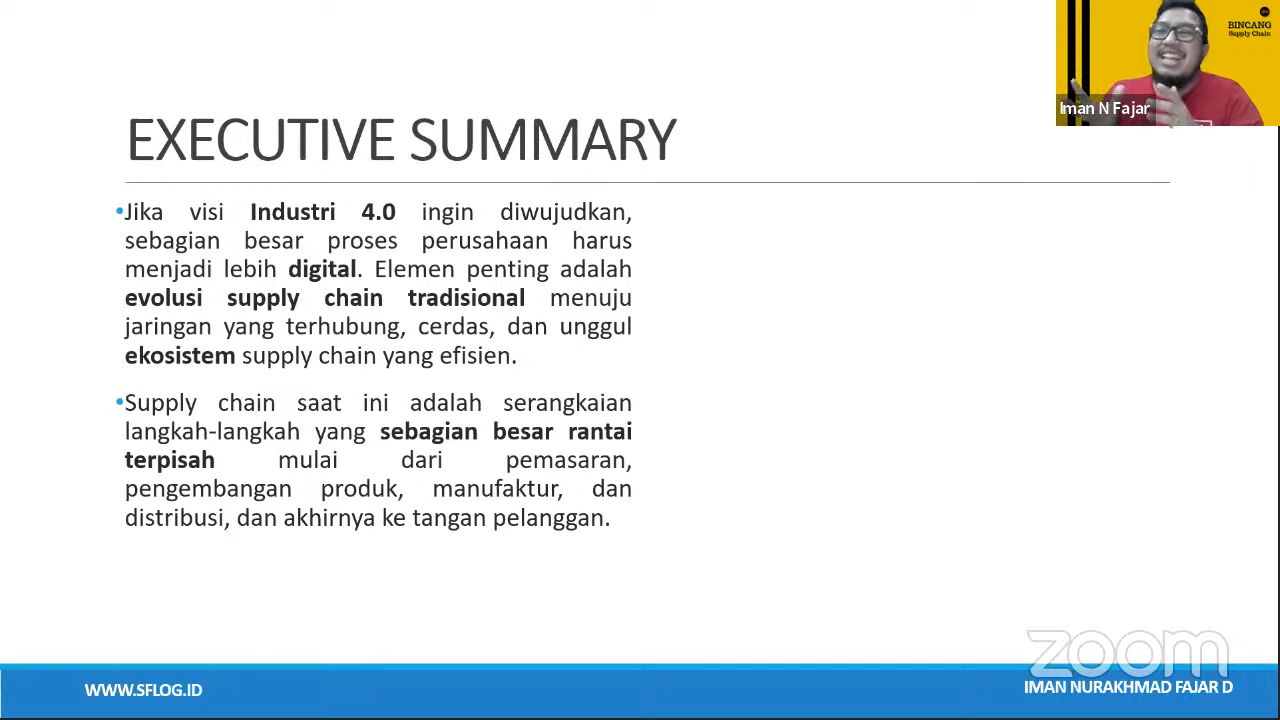 BINCANG
Supply Chain
Iman N Fajar
EXECUTIVE SUMMARY
•Jika visi Industri 4.0 ingin diwujudkan,
sebagian besar proses perusahaan harus
menjadi lebih digital. Elemen penting adalah
evolusi supply chain tradisional menuju
jaringan yang terhubung, cerdas, dan unggul
ekosistem supply chain yang efisien.
•Supply chain saat ini adalah serangkaian
langkah-langkah yang sebagian besar rantai
terpisah mulai dari pemasaran,
pengembangan produk, manufaktur, dan
distribusi, dan akhirnya ke tangan pelanggan.
zoom
WWW.SFLOG.ID
IMAN NURAKHMAD FAJAR D